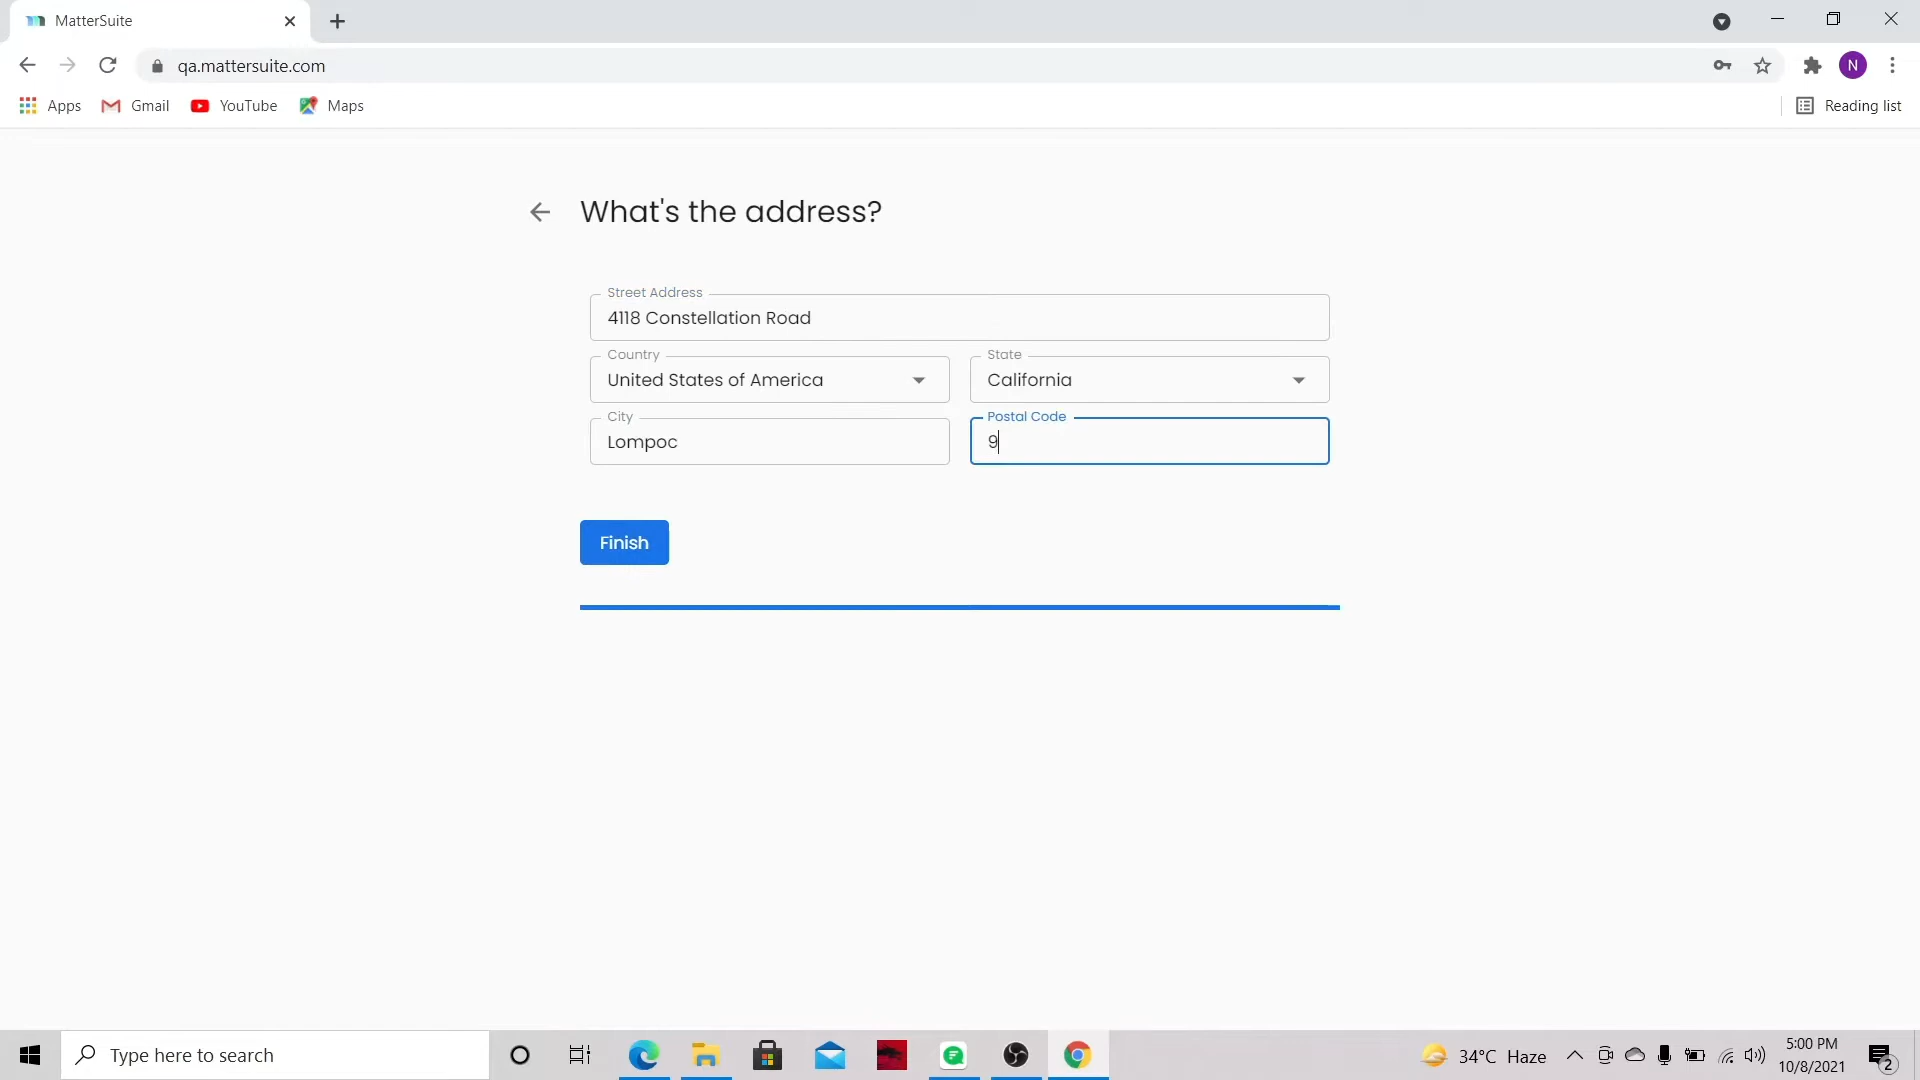 MatterSuite
qa.mattersuite.com
N
Apps Gmail YouTube Maps Reading list
What's the address?
Street Address
4118 Constellation Road
Country State
United States of America California
City Postal Code
Lompoc 9
Finish
Type here to search 34°C Haze 5:00 PM
10/8/2021 2